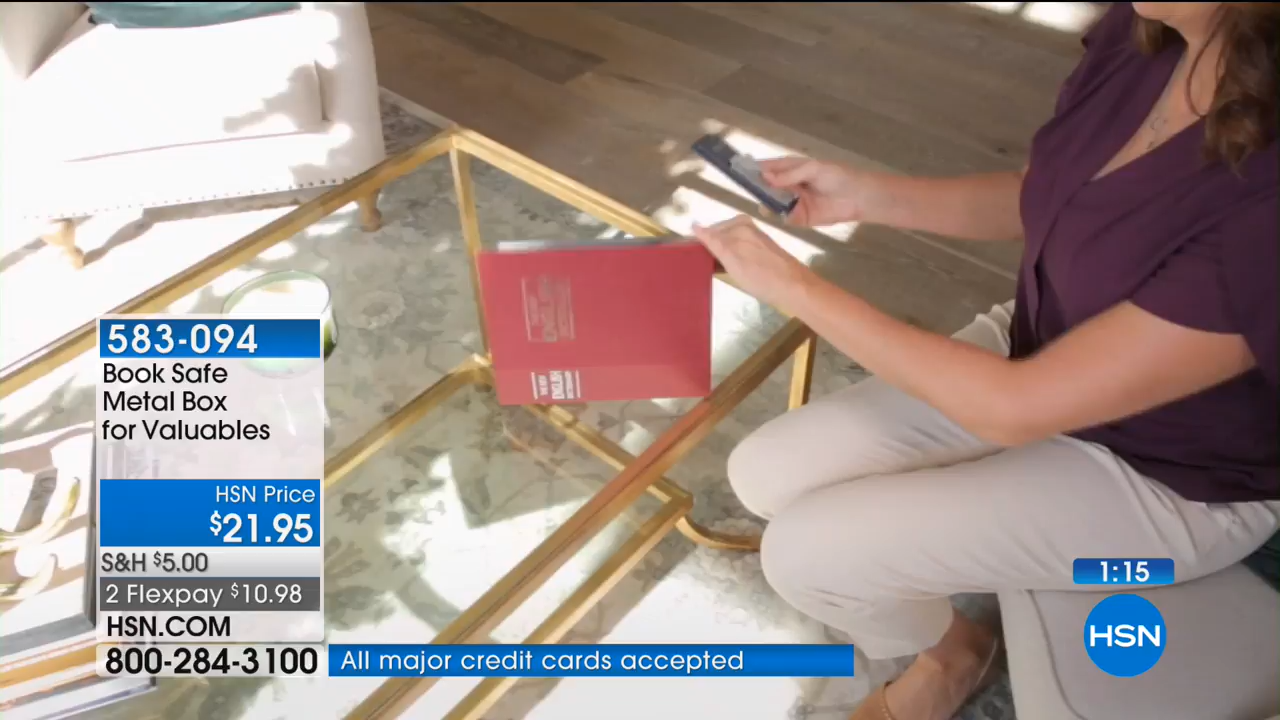 583-094
Book Safe
Metal Box
for Valuables
HSN Price
$21.95
S&H $5.00
2 Flexpay $10.98
HSN.COM
800-284-3100
All major credit cards accepted
1:15
HSN
ENGLISH